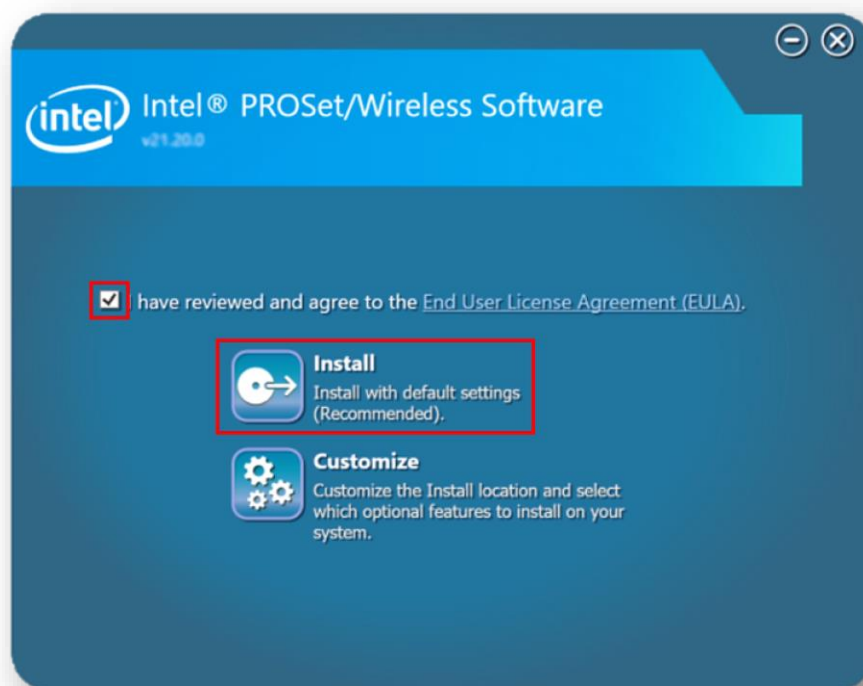 intel
Intel® PROSet/Wireless Software
v21.20.0
I have reviewed and agree to the End User License Agreement (EULA).
Install
Install with default settings
(Recommended).
Customize
Customize the Install location and select
which optional features to install on your
system.